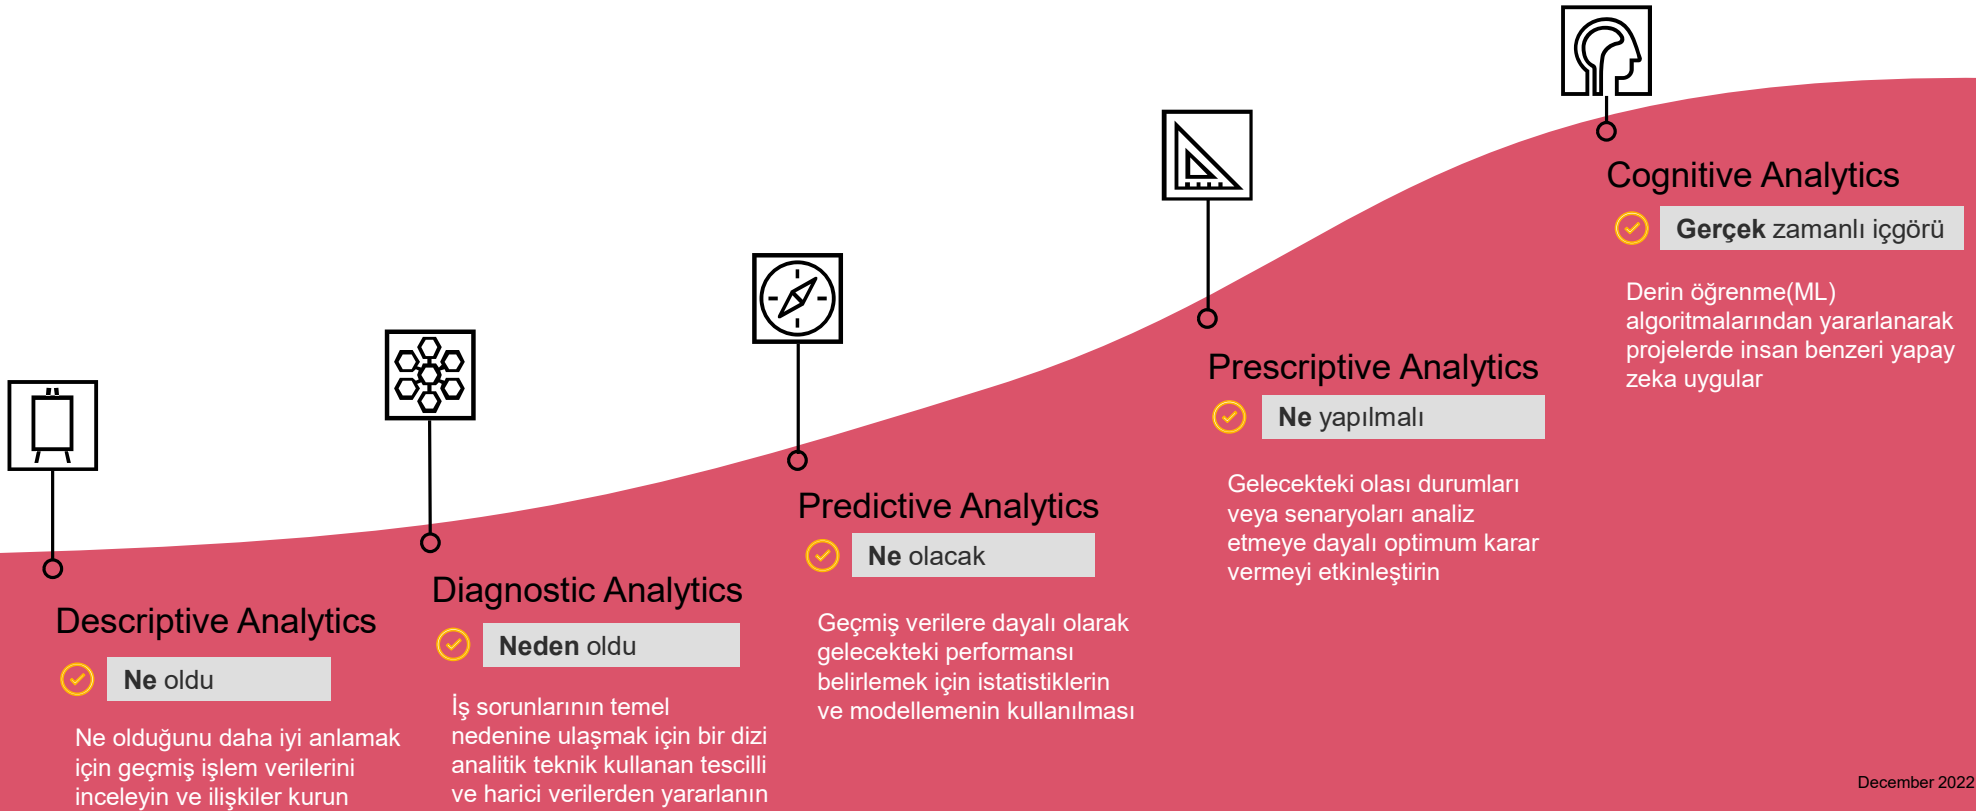 Descriptive Analytics
Ne oldu
Ne olduğunu daha iyi anlamak
için geçmiş işlem verilerini
inceleyin ve ilişkiler kurun
Diagnostic Analytics
Neden oldu
İş sorunlarının temel
nedenine ulaşmak için bir dizi
analitik teknik kullanan tescilli
ve harici verilerden yararlanın
Predictive Analytics
Ne olacak
Geçmiş verilere dayalı olarak
gelecekteki performansı
belirlemek için istatistiklerin
ve modellemenin kullanılması
Prescriptive Analytics
Ne yapılmalı
Gelecekteki olası durumları
veya senaryoları analiz
etmeye dayalı optimum karar
vermeyi etkinleştirin
Cognitive Analytics
Gerçek zamanlı içgörü
Derin öğrenme(ML)
algoritmalarından yararlanarak
projelerde insan benzeri yapay
zeka uygular
December 2022